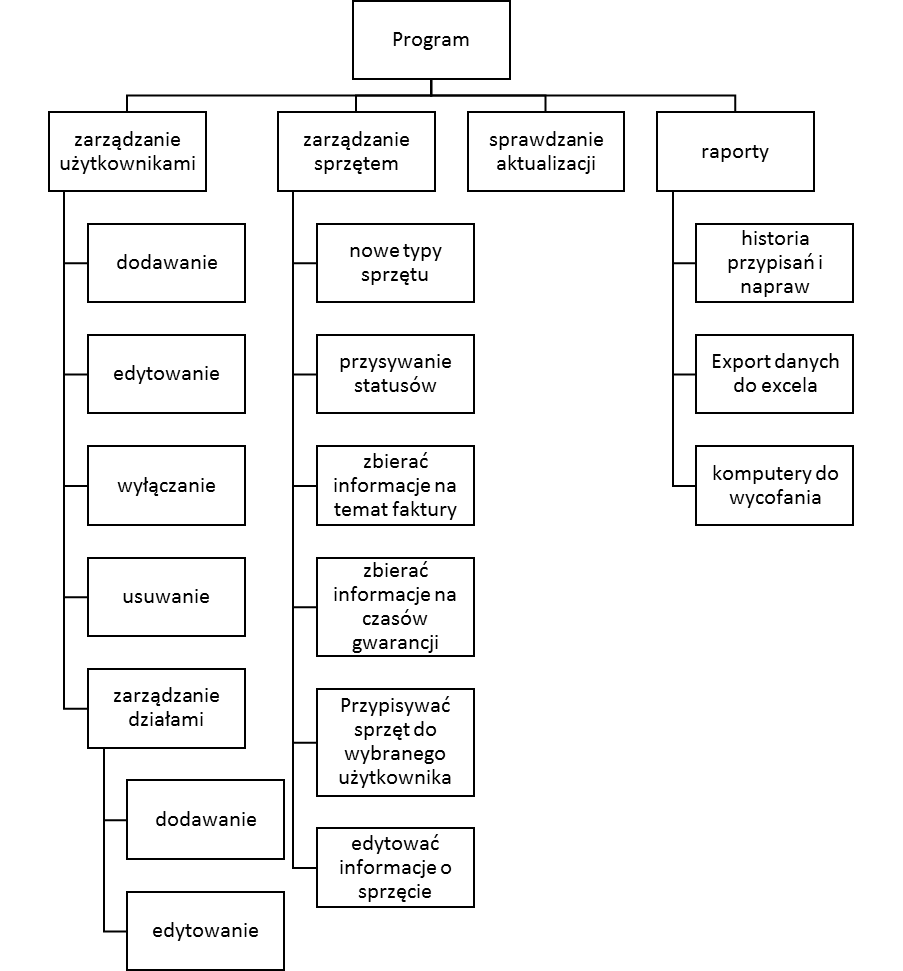 Program
zarządzanie
użytkownikami
dodawanie
edytowanie
wyłączanie
usuwanie
zarządzanie
działami
dodawanie
edytowanie
zarządzanie
sprzętem
nowe typy
sprzętu
przysywanie
statusów
zbierać
informacje na
temat faktury
zbierać
informacje na
czasów
gwarancji
Przypisywać
sprzęt do
wybranego
użytkownika
edytować
informacje o
sprzęcie
sprawdzanie
aktualizacji
raporty
historia
przypisań i
napraw
Export danych
do excela
komputery do
wycofania